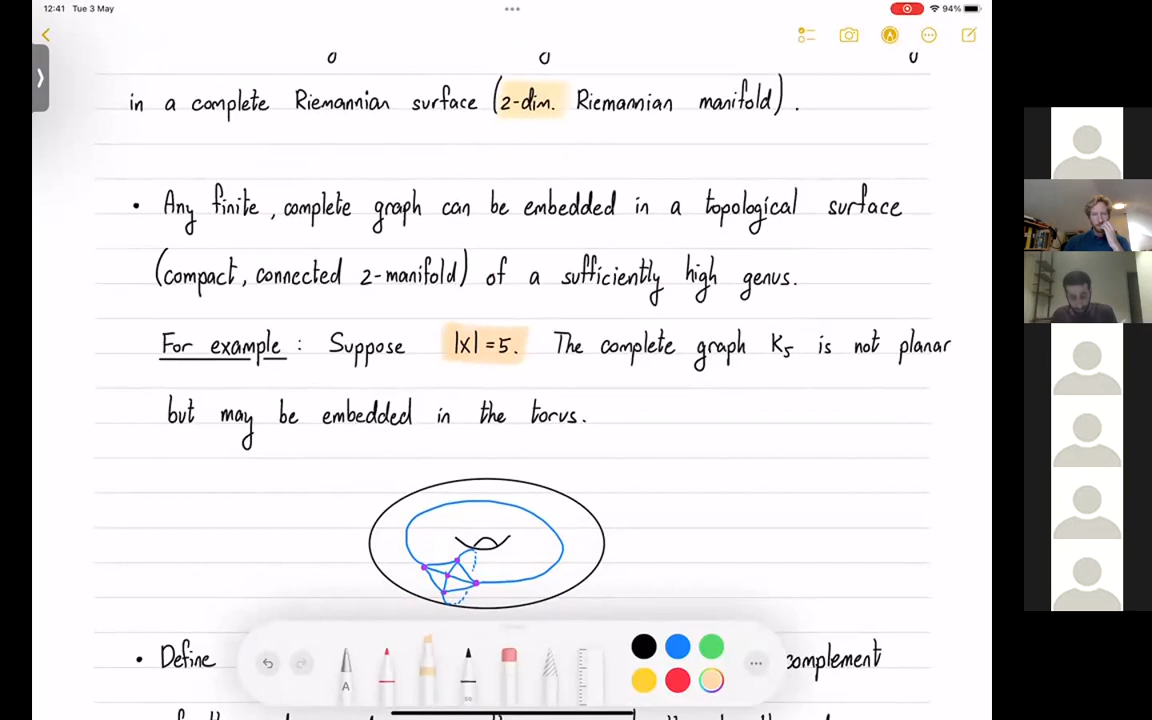 12:41 Tue 3 May
94%
in a complete Riemannian surface (2-dim. Riemannian manifold).
• Any finite, complete graph can be embedded in a topological surface
(compact, connected 2-manifold) of a sufficiently high genus.
For example: Suppose |X| = 5. The complete graph K₅ is not planar
but may be embedded in the torus.
• Define complement
A